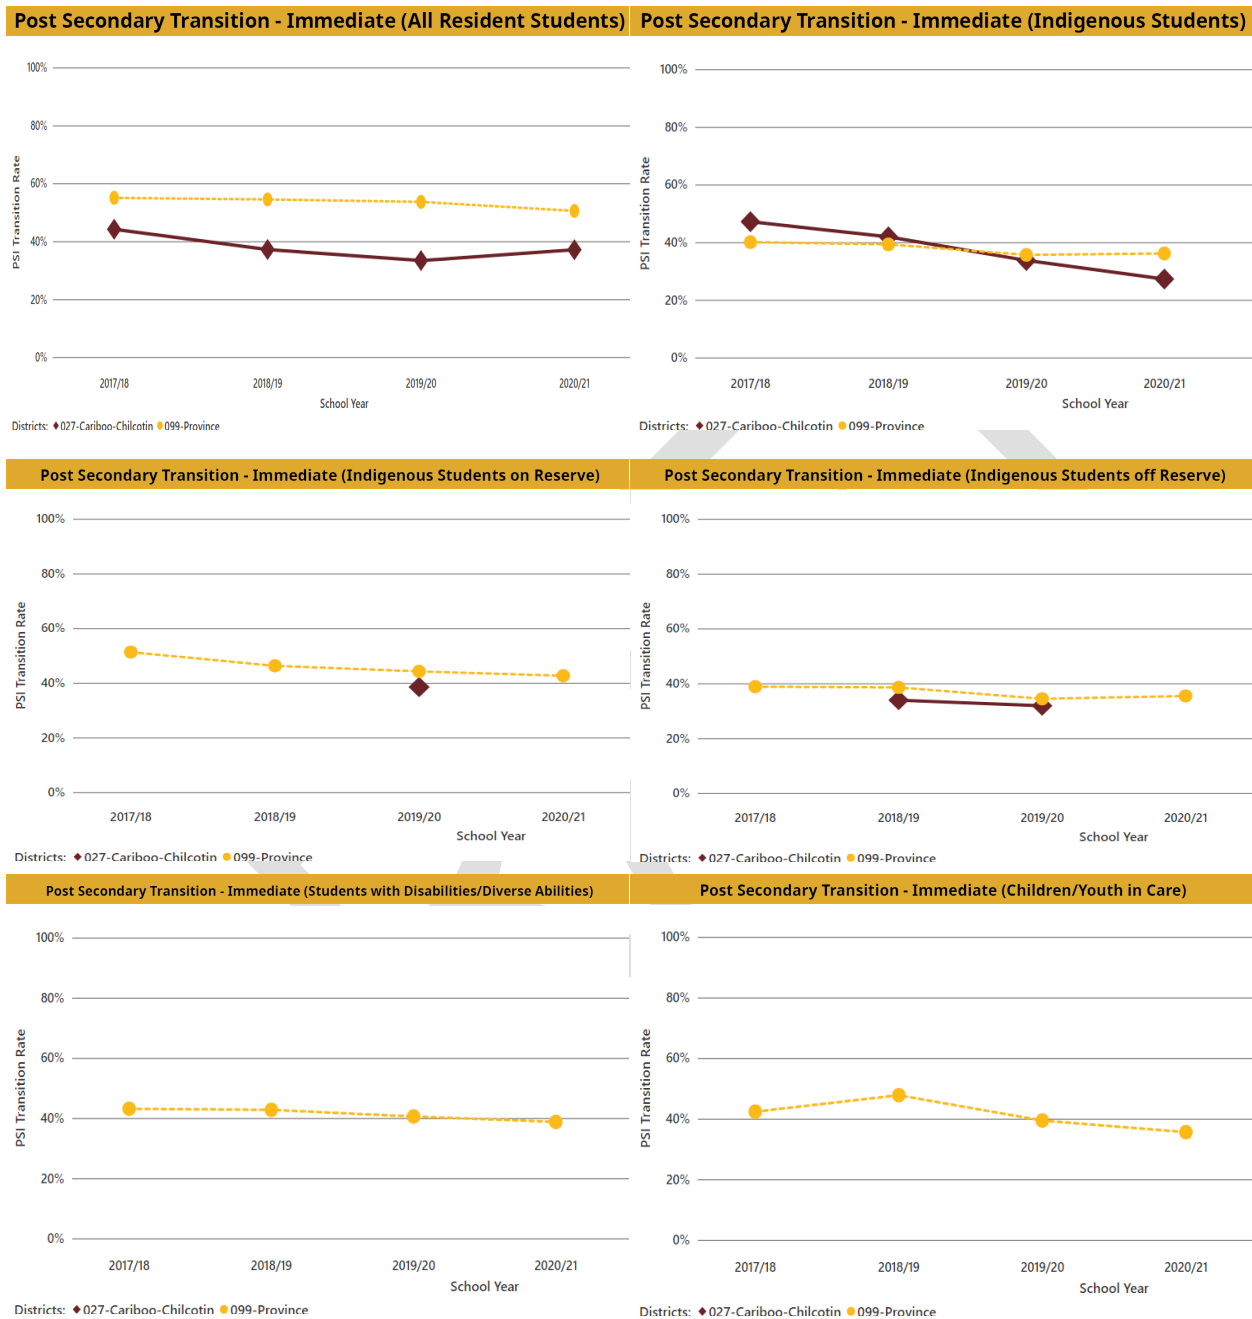 Post Secondary Transition - Immediate (All Resident Students)
100%
80%
60%
40%
20%
0%
PSI Transition Rate
2017/18 2018/19 2019/20 2020/21
School Year
Districts: 027-Cariboo-Chilcotin 099-Province
Post Secondary Transition - Immediate (Indigenous Students)
100%
80%
60%
40%
20%
0%
PSI Transition Rate
2017/18 2018/19 2019/20 2020/21
School Year
Districts: 027-Cariboo-Chilcotin 099-Province
Post Secondary Transition - Immediate (Indigenous Students on Reserve)
100%
80%
60%
40%
20%
0%
PSI Transition Rate
2017/18 2018/19 2019/20 2020/21
School Year
Districts: 027-Cariboo-Chilcotin 099-Province
Post Secondary Transition - Immediate (Indigenous Students off Reserve)
100%
80%
60%
40%
20%
0%
PSI Transition Rate
2017/18 2018/19 2019/20 2020/21
School Year
Districts: 027-Cariboo-Chilcotin 099-Province
Post Secondary Transition - Immediate (Students with Disabilities/Diverse Abilities)
100%
80%
60%
40%
20%
0%
PSI Transition Rate
2017/18 2018/19 2019/20 2020/21
School Year
Districts: 027-Cariboo-Chilcotin 099-Province
Post Secondary Transition - Immediate (Children/Youth in Care)
100%
80%
60%
40%
20%
0%
PSI Transition Rate
2017/18 2018/19 2019/20 2020/21
School Year
Districts: 027-Cariboo-Chilcotin 099-Province